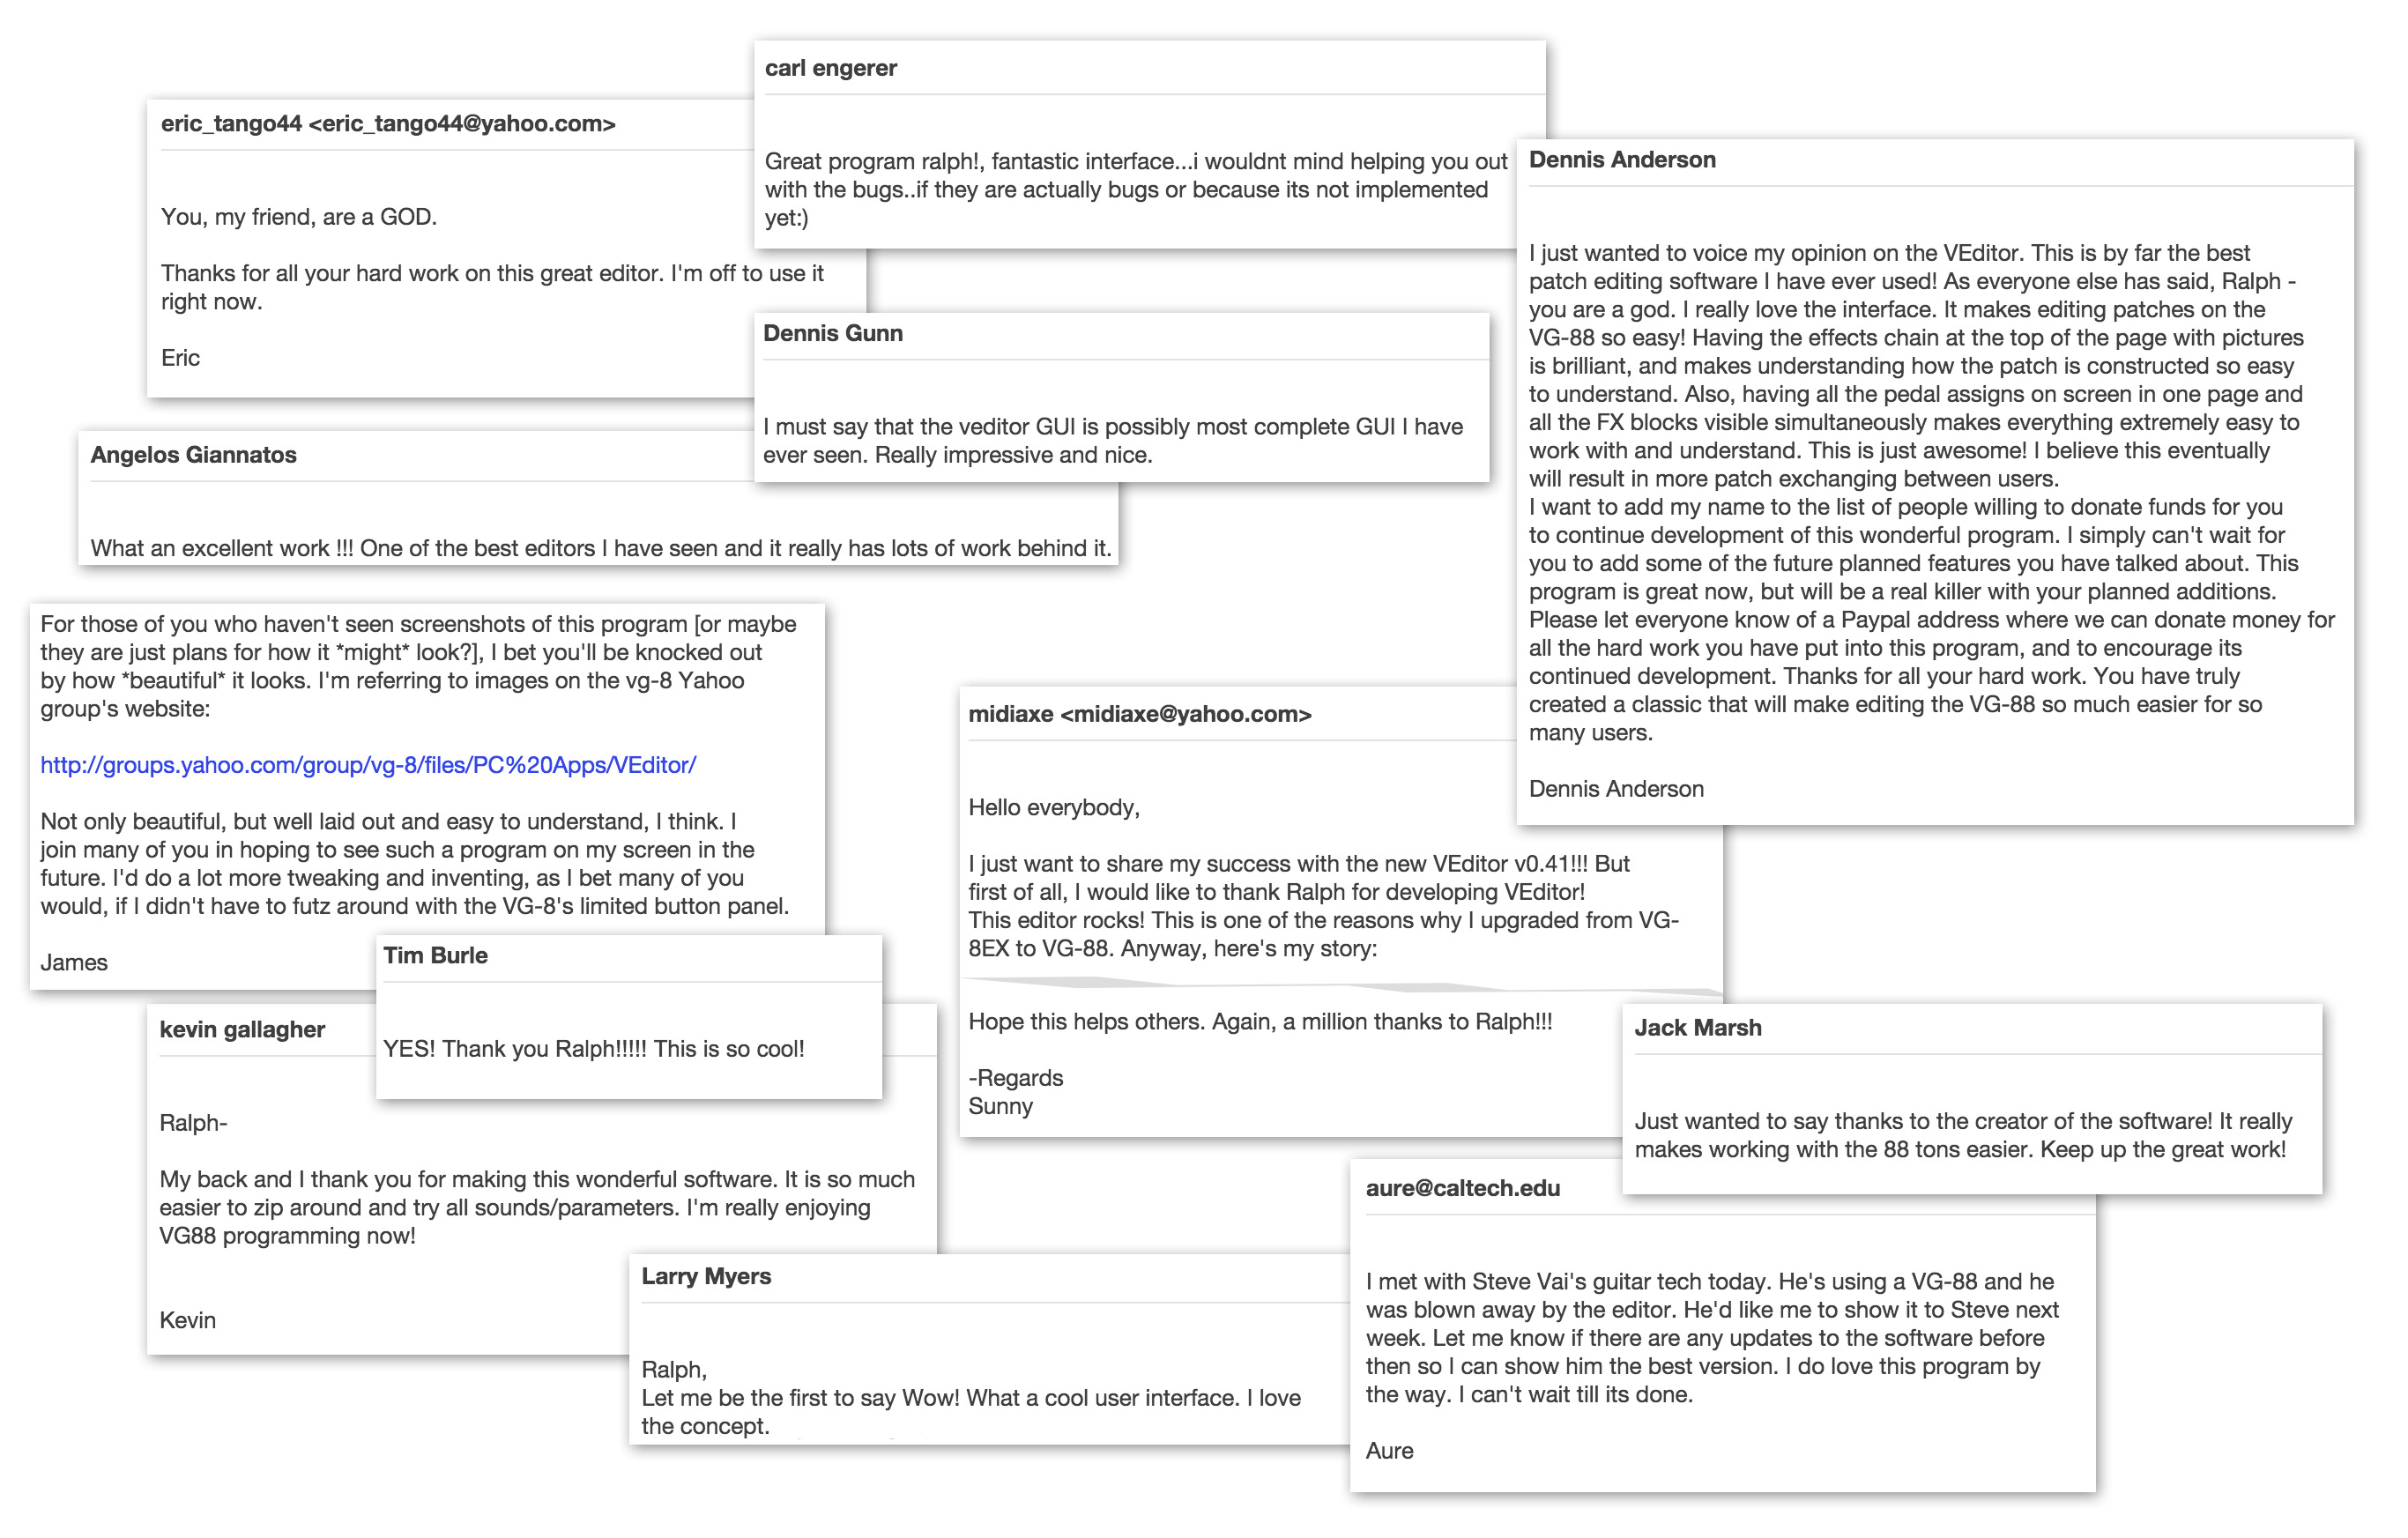 carl engerer
Great program ralph!, fantastic interface...i wouldnt mind helping you out
with the bugs..if they are actually bugs or because its not implemented
yet:)
eric_tango44 <eric_tango44@yahoo.com>
You, my friend, are a GOD.
Thanks for all your hard work on this great editor. I'm off to use it
right now.
Eric
Dennis Anderson
I just wanted to voice my opinion on the VEditor. This is by far the best
patch editing software I have ever used! As everyone else has said, Ralph -
you are a god. I really love the interface. It makes editing patches on the
VG-88 so easy! Having the effects chain at the top of the page with pictures
is brilliant, and makes understanding how the patch is constructed so easy
to understand. Also, having all the pedal assigns on screen in one page and
all the FX blocks visible simultaneously makes everything extremely easy to
work with and understand. This is just awesome! I believe this eventually
will result in more patch exchanging between users.
I want to add my name to the list of people willing to donate funds for you
to continue development of this wonderful program. I simply can't wait for
you to add some of the future planned features you have talked about. This
program is great now, but will be a real killer with your planned additions.
Please let everyone know of a Paypal address where we can donate money for
all the hard work you have put into this program, and to encourage its
continued development. Thanks for all your hard work. You have truly
created a classic that will make editing the VG-88 so much easier for so
many users.
Dennis Anderson
Dennis Gunn
I must say that the veditor GUI is possibly most complete GUI I have
ever seen. Really impressive and nice.
Angelos Giannatos
What an excellent work !!! One of the best editors I have seen and it really has lots of work behind it.
For those of you who haven't seen screenshots of this program [or maybe
they are just plans for how it *might* look?], I bet you'll be knocked out
by how *beautiful* it looks. I'm referring to images on the vg-8 Yahoo
group's website:
http://groups.yahoo.com/group/vg-8/files/PC%20Apps/VEditor/
Not only beautiful, but well laid out and easy to understand, I think. I
join many of you in hoping to see such a program on my screen in the
future. I'd do a lot more tweaking and inventing, as I bet many of you
would, if I didn't have to futz around with the VG-8's limited button panel.
James
midiaxe <midiaxe@yahoo.com>
Hello everybody,
I just want to share my success with the new VEditor v0.41!!! But
first of all, I would like to thank Ralph for developing VEditor!
This editor rocks! This is one of the reasons why I upgraded from VG-
8EX to VG-88. Anyway, here's my story:
Hope this helps others. Again, a million thanks to Ralph!!!
-Regards
Sunny
Tim Burle
YES! Thank you Ralph!!!!! This is so cool!
kevin gallagher
Ralph-
My back and I thank you for making this wonderful software. It is so much
easier to zip around and try all sounds/parameters. I'm really enjoying
VG88 programming now!
Kevin
Jack Marsh
Just wanted to say thanks to the creator of the software! It really
makes working with the 88 tons easier. Keep up the great work!
Larry Myers
Ralph,
Let me be the first to say Wow! What a cool user interface. I love
the concept.
aure@caltech.edu
I met with Steve Vai's guitar tech today. He's using a VG-88 and he
was blown away by the editor. He'd like me to show it to Steve next
week. Let me know if there are any updates to the software before
then so I can show him the best version. I do love this program by
the way. I can't wait till its done.
Aure